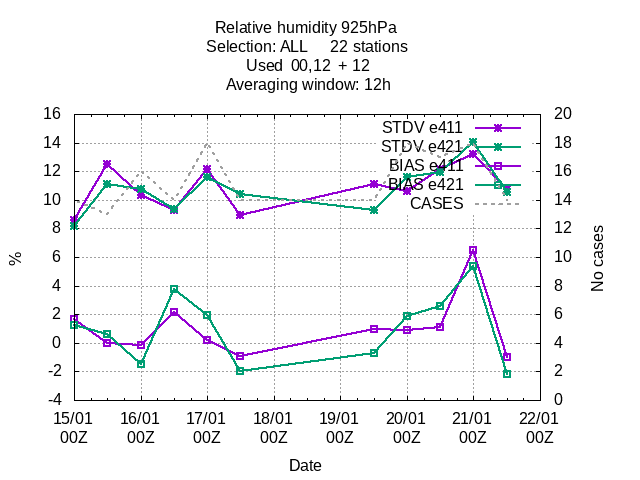 Relative humidity 925hPa
Selection: ALL 22 stations
Used 00,12 + 12
Averaging window: 12h
16 20
14 18
12 16
10 14
8 12
6 10
4 8
2 6
0 4
-2 2
-4 0
STDV e411
STDV e421
BIAS e411
BIAS e421
CASES
%
No cases
15/01 16/01 17/01 18/01 19/01 20/01 21/01 22/01
00Z 00Z 00Z 00Z 00Z 00Z 00Z 00Z
Date